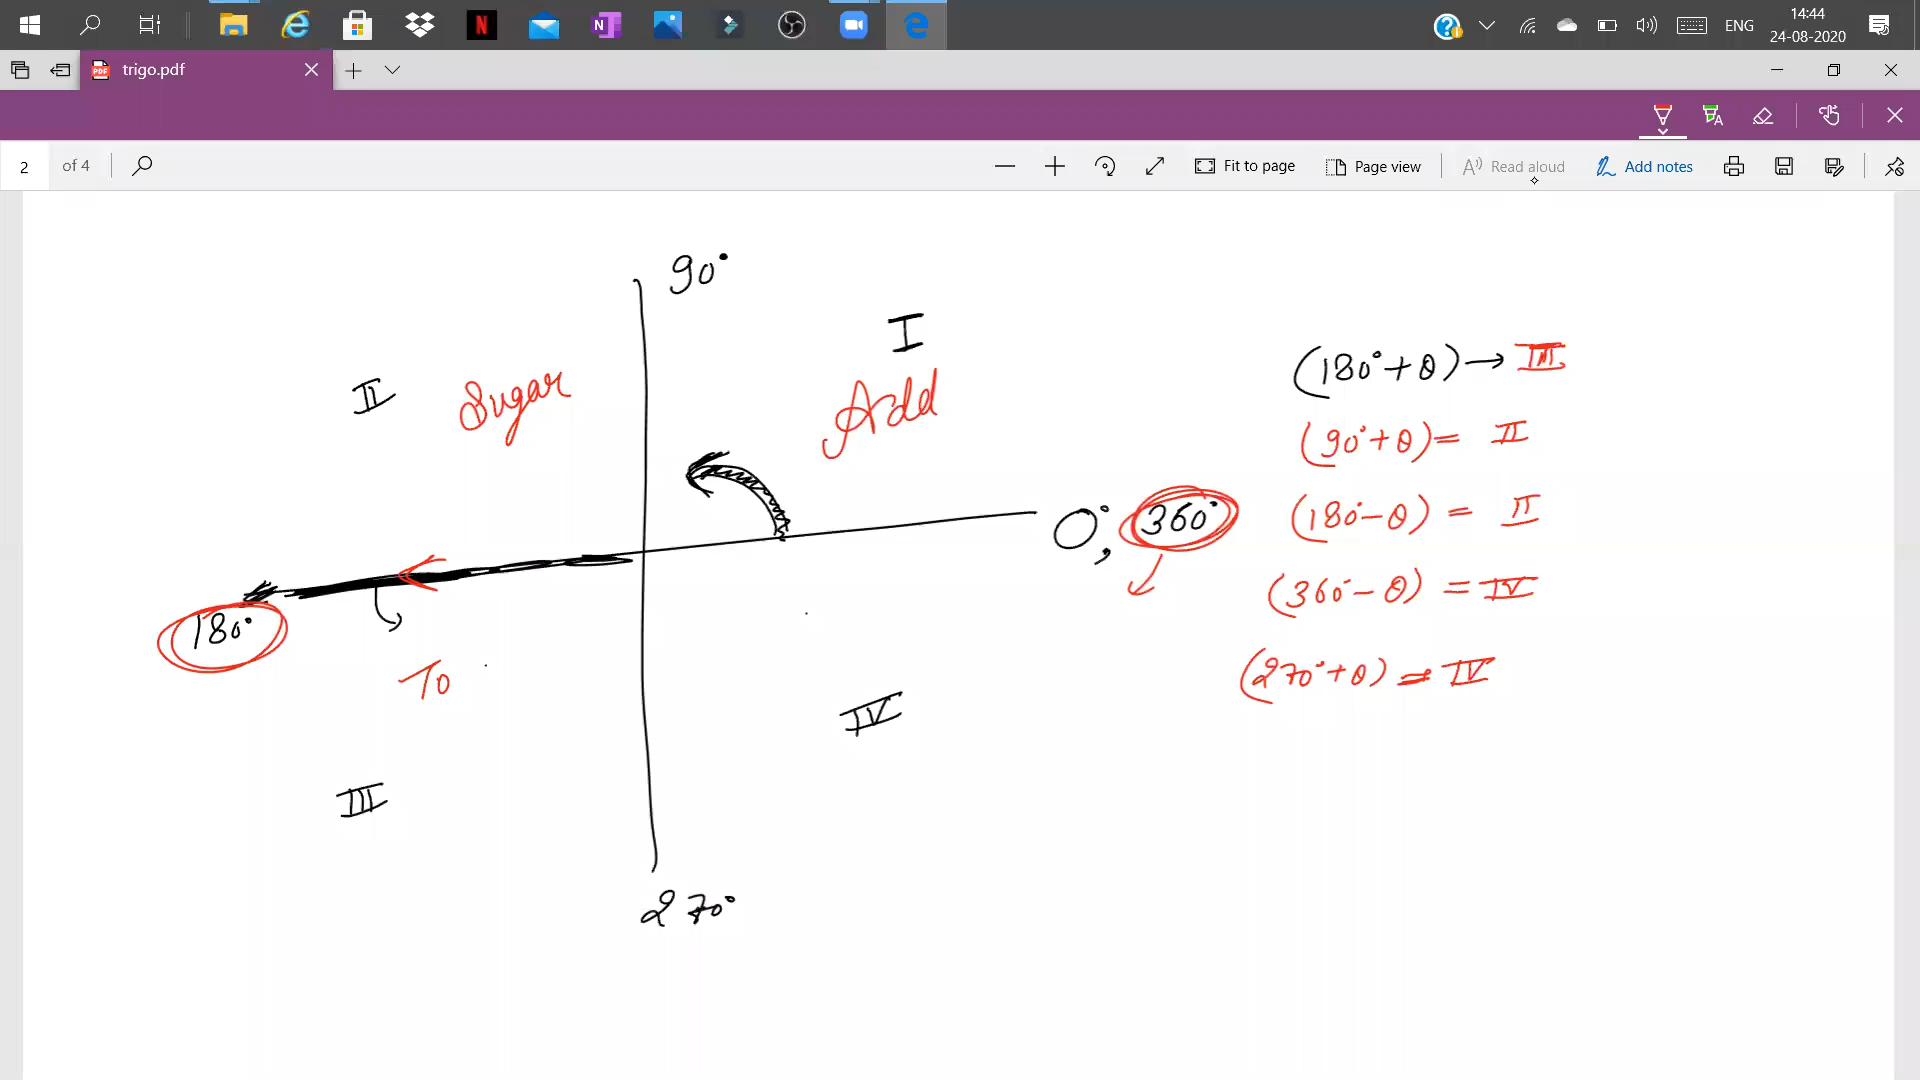 14:44
ENG
24-08-2020
trigo.pdf
2 of 4
Fit to page
Page view
Read aloud
Add notes
90°
I
II
Sugar
Add
0°, 360°
180°
To
IV
III
270°
(180°+θ)→ III
(90°+θ)= II
(180°-θ) = II
(360°-θ) = IV
(270°+θ) = IV